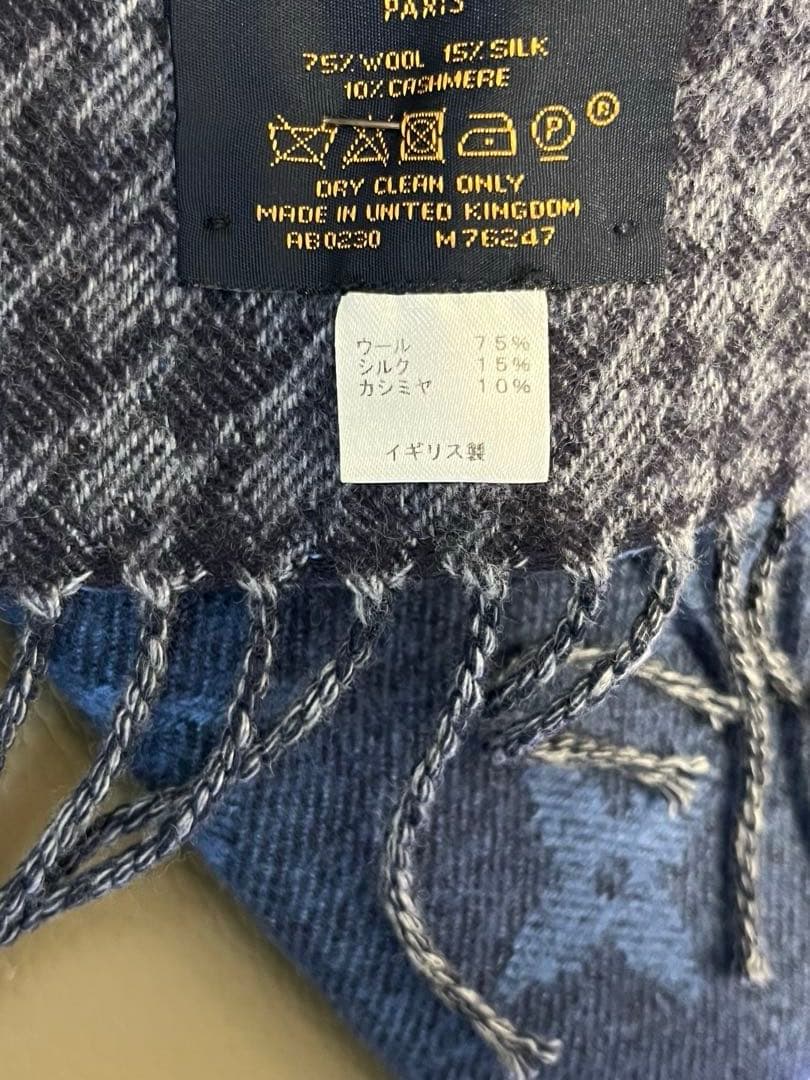 PARIS
75% WOOL 15% SILK
10% CASHMERE
P ®
DRY CLEAN ONLY
MADE IN UNITED KINGDOM
AB0230 M76247
ウール 75%
シルク 15%
カシミヤ 10%
イギリス製